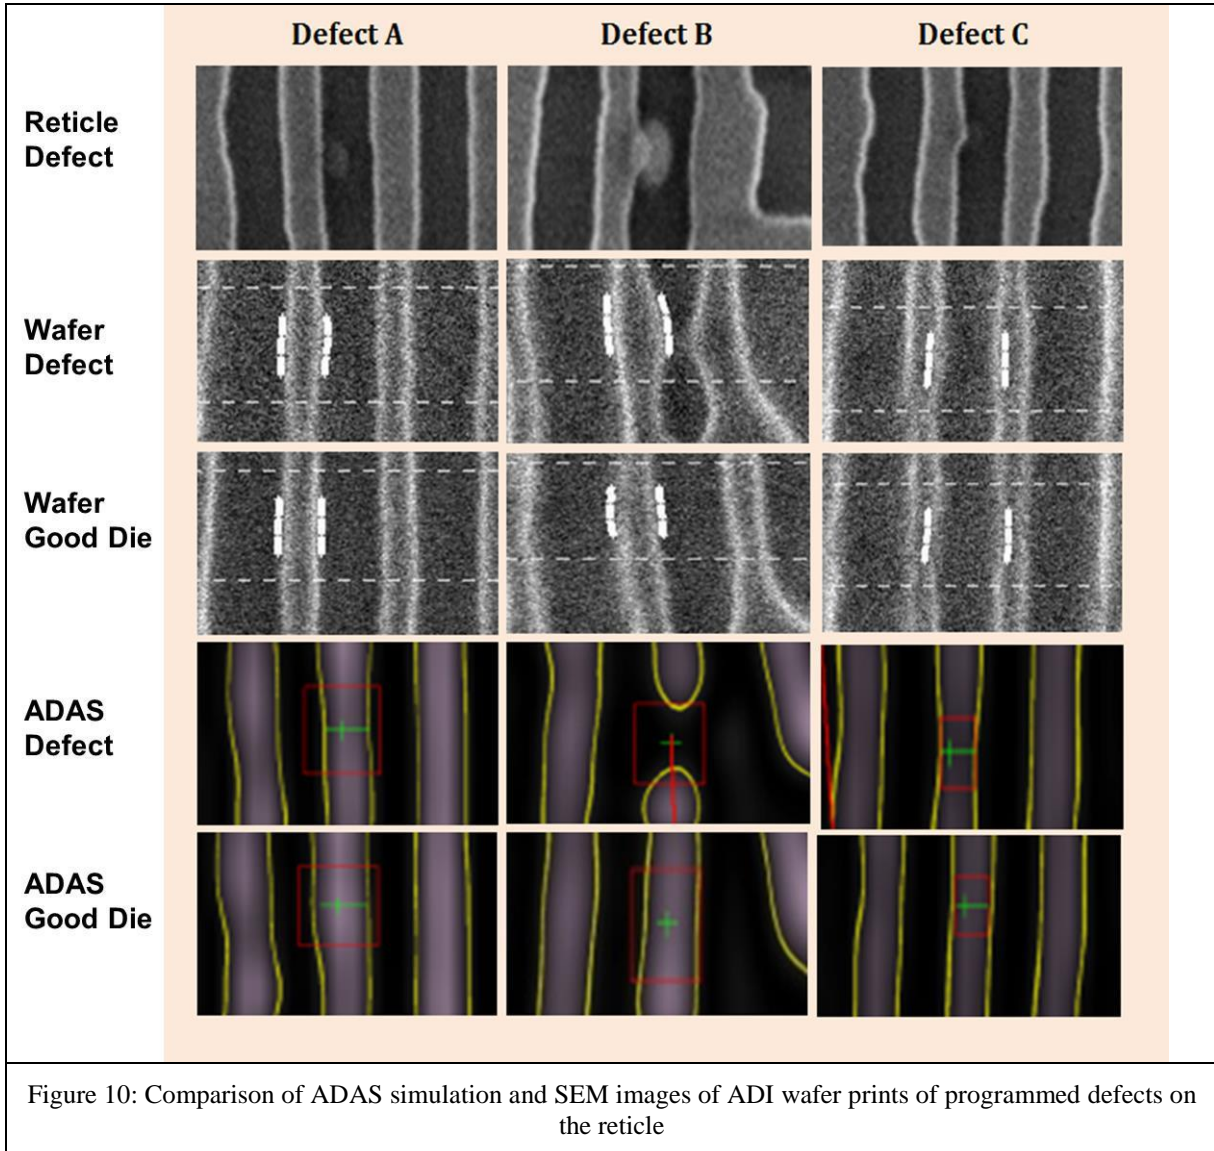 Defect A Defect B Defect C
Reticle
Defect
Wafer
Defect
Wafer
Good Die
ADAS
Defect
ADAS
Good Die
Figure 10: Comparison of ADAS simulation and SEM images of ADI wafer prints of programmed defects on
the reticle